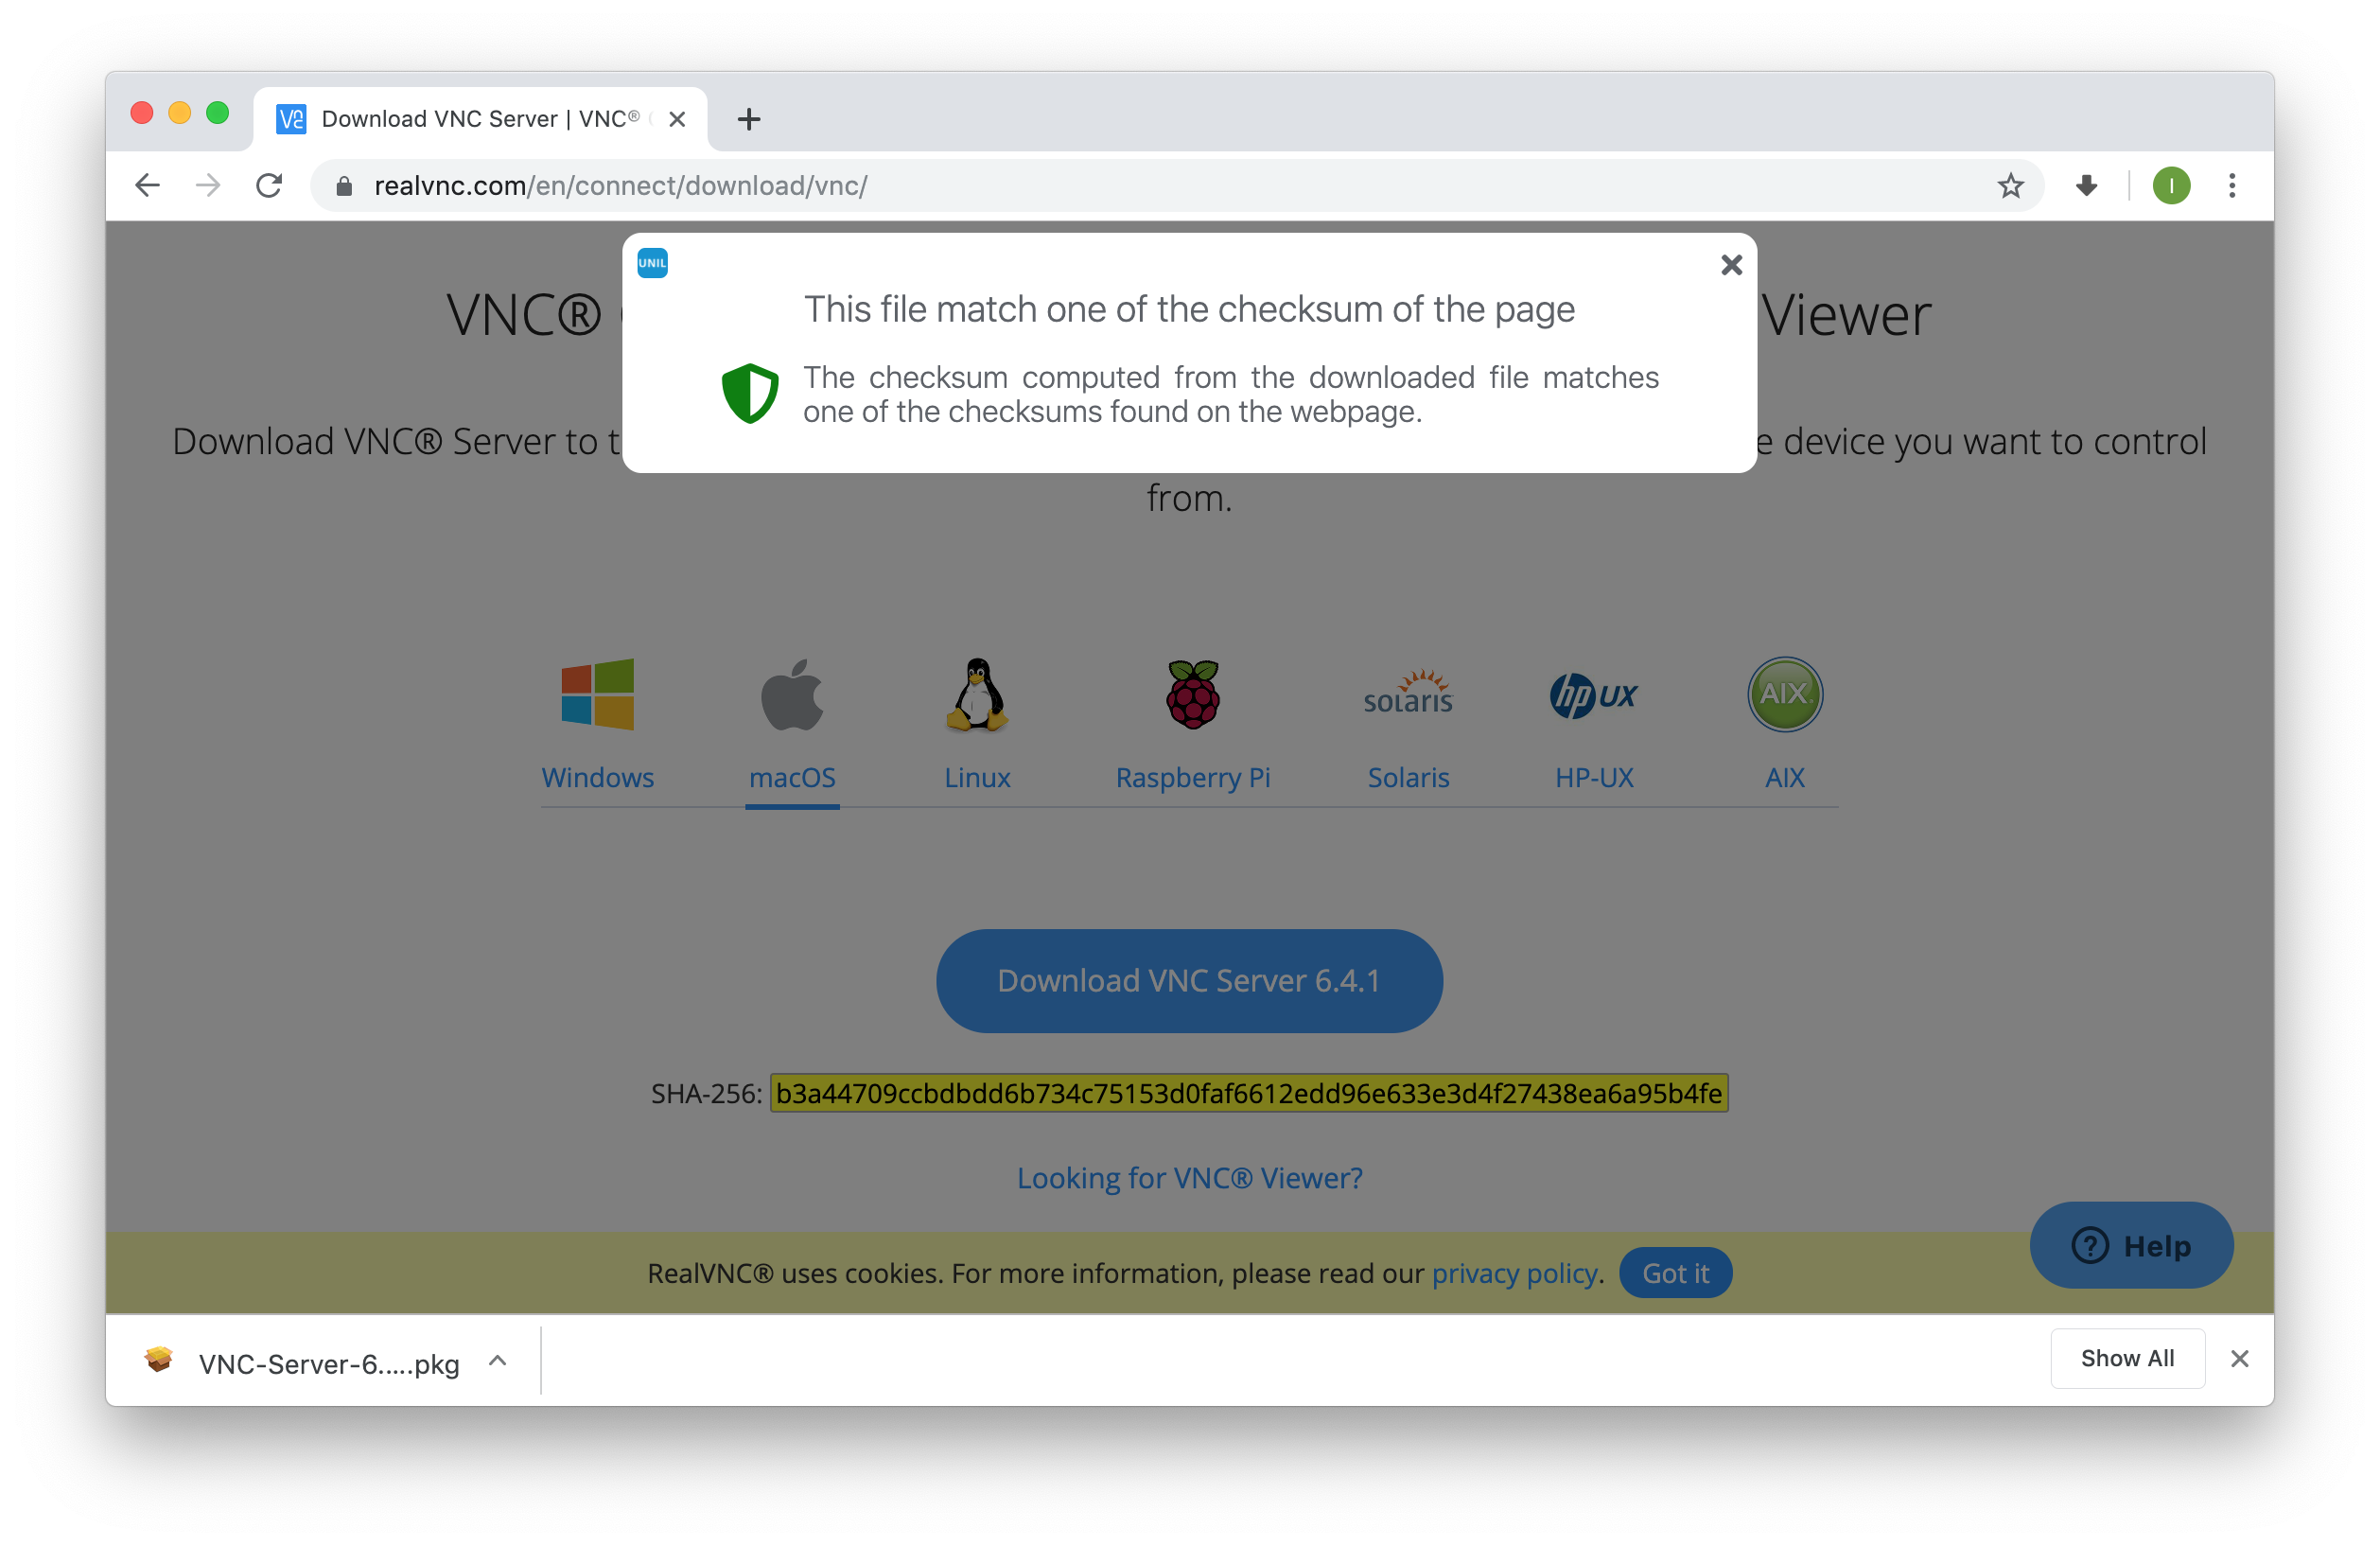 Download VNC Server | VNC®
realvnc.com/en/connect/download/vnc/
UNIL
This file match one of the checksum of the page
The checksum computed from the downloaded file matches
one of the checksums found on the webpage.
VNC® Viewer
Download VNC® Server to t e device you want to control
from.
Windows macOS Linux Raspberry Pi Solaris HP-UX AIX
solaris hp UX AIX
Download VNC Server 6.4.1
SHA-256: b3a44709ccbdbdd6b734c75153d0faf6612edd96e633e3d4f27438ea6a95b4fe
Looking for VNC® Viewer?
Help
RealVNC® uses cookies. For more information, please read our privacy policy. Got it
VNC-Server-6.....pkg
Show All